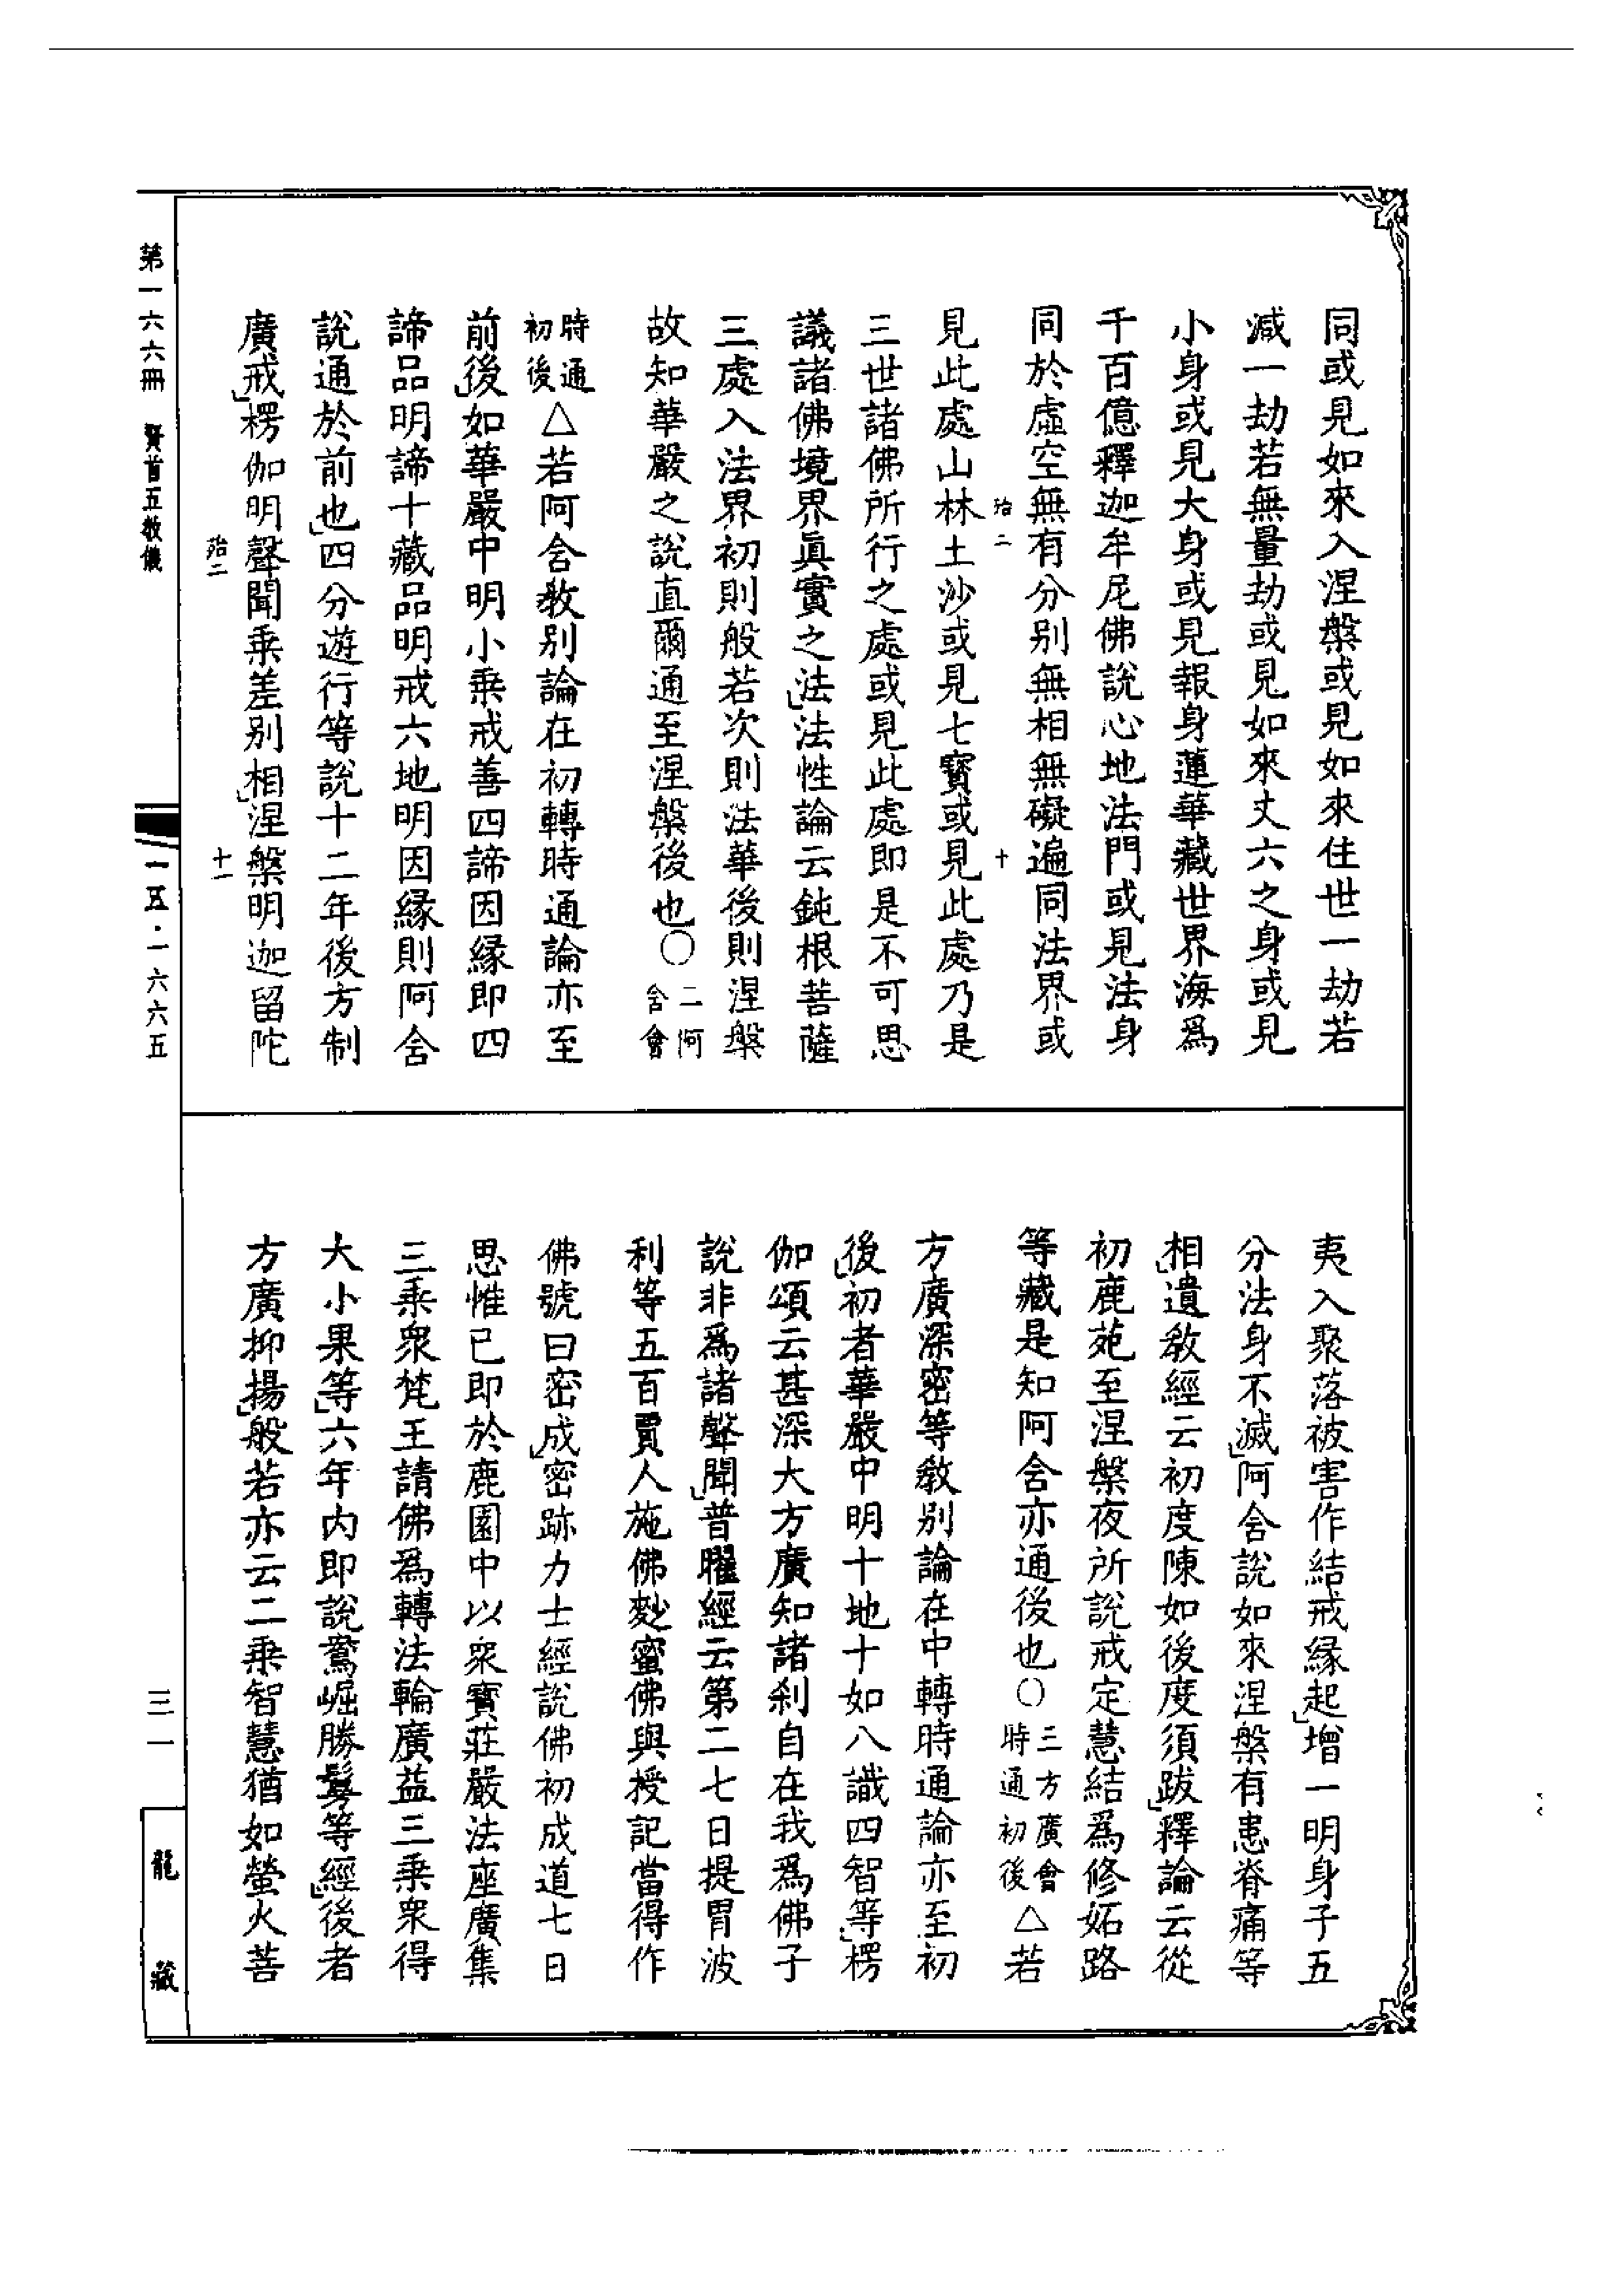 同或見如來入涅槃或見如來住世一劫若
減一劫若無量劫或見如來丈六之身或見
小身或見大身或見報身蓮華藏世界海爲
千百億釋迦牟尼佛說心地法門或見法身
同於虛空無有分别無相無礙遍同法界或
殆二 十
見此處山林土沙或見七寶或見此處乃是
三世諸佛所行之處或見此處即是不可思
議諸佛境界眞實之法」法性論云鈍根菩薩
三處入法界初則般若次則法華後則涅槃
故知華嚴之說直爾通至涅槃後也〇二阿
含會
時通
初後△若阿含教别論在初轉時通論亦至
前後」如華嚴中明小乘戒善四諦因緣即四
諦品明諦十藏品明戒六地明因緣則阿含
說通於前也」四分遊行等說十二年後方制
廣戒」楞伽明聲聞乘差别相」涅槃明迦留陀
殆二 十一
夷入聚落被害作結戒緣起」增一明身子五
分法身不滅」阿含說如來涅槃有患脊痛等
相」遺教經云初度陳如後度須跋」釋論云從
初鹿苑至涅槃夜所說戒定慧結爲修妬路
等藏是知阿含亦通後也〇三方廣會
時通初後△若
方廣深密等教别論在中轉時通論亦至初
後」初者華嚴中明十地十如八識四智等」楞
伽頌云甚深大方廣知諸刹自在我爲佛子
說非爲諸聲聞」普曜經云第二七日提胃波
利等五百賈人施佛麨蜜佛與授記當得作
佛號曰密成」密跡力士經說佛初成道七日
思惟已即於鹿園中以衆寶莊嚴法座廣集
三乘衆梵王請佛爲轉法輪廣益三乘衆得
大小果等」六年内即說鴦崛勝鬘等經」後者
方廣抑揚」般若亦云二乘智慧猶如螢火菩
第一六六冊 賢首五教儀
一五·一六六五
三一
龍藏